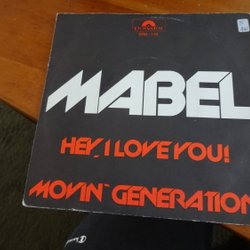 MABEL
HEY, I LOVE YOU!
MOVIN' GENERATION